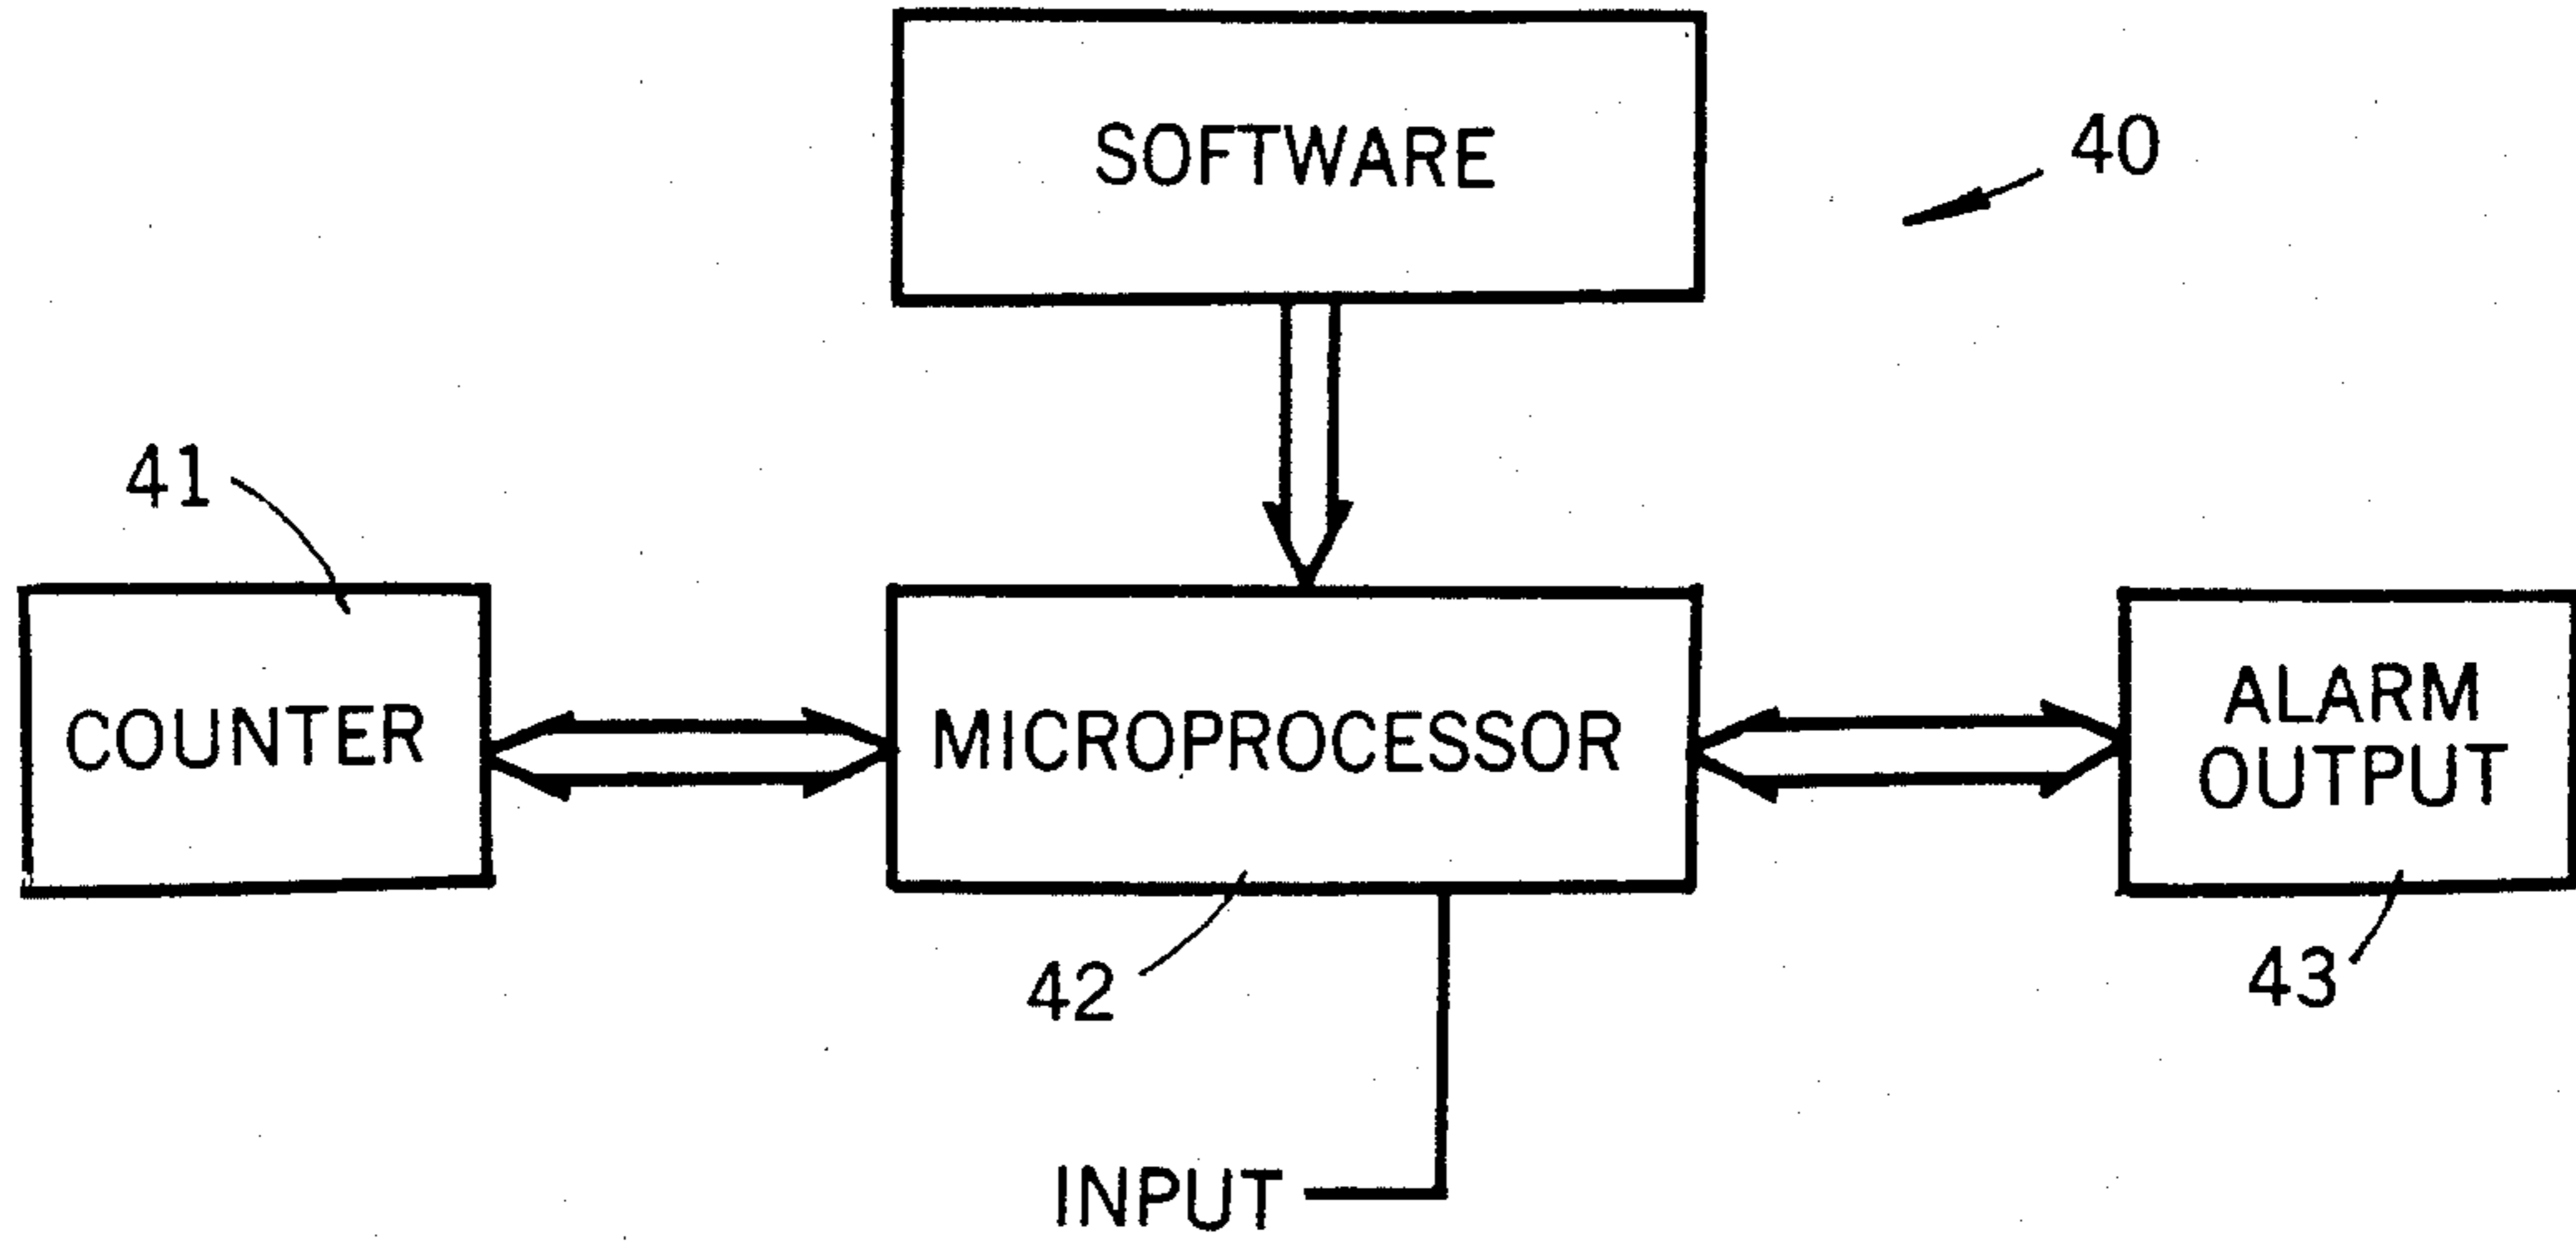 SOFTWARE
40
41
COUNTER
MICROPROCESSOR
ALARM
OUTPUT
42
43
INPUT